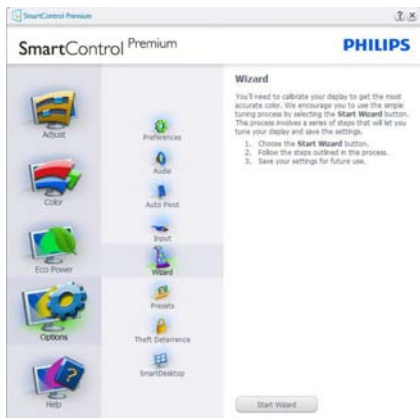 SmartControl Premium
SmartControl Premium
PHILIPS
Adjust
Color
Eco Power
Options
Help
Preferences
Audio
Auto Pivot
Input
Wizard
Presets
Theft Deterrence
SmartDesktop
Wizard
You'll need to calibrate your display to get the most
accurate color. We encourage you to use the simple
tuning process by selecting the Start Wizard button.
The process involves a series of steps that will let you
tune your display and save the settings.
1. Choose the Start Wizard button.
2. Follow the steps outlined in the process.
3. Save your settings for future use.
Start Wizard